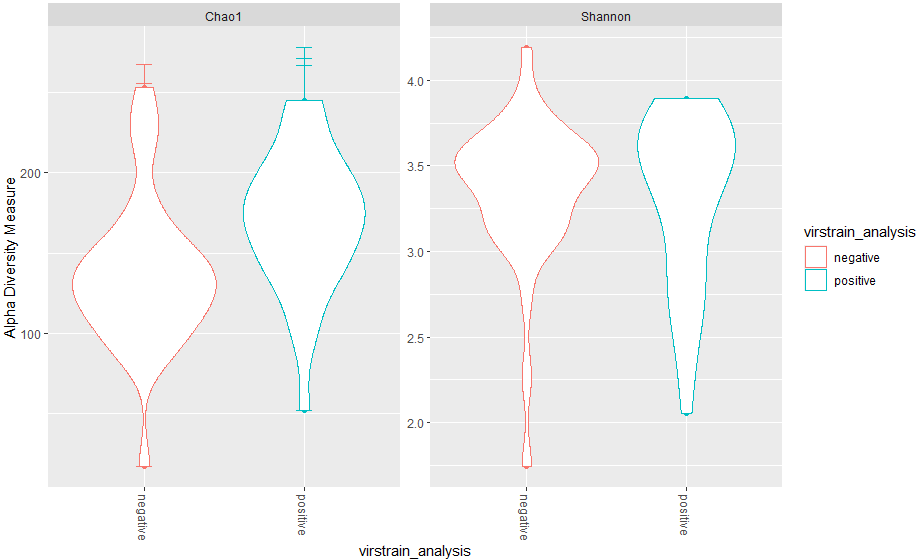 Chao1
Shannon
Alpha Diversity Measure
200
100
4.0
3.5
3.0
2.5
2.0
negative
positive
negative
positive
virstrain_analysis
virstrain_analysis
negative
positive